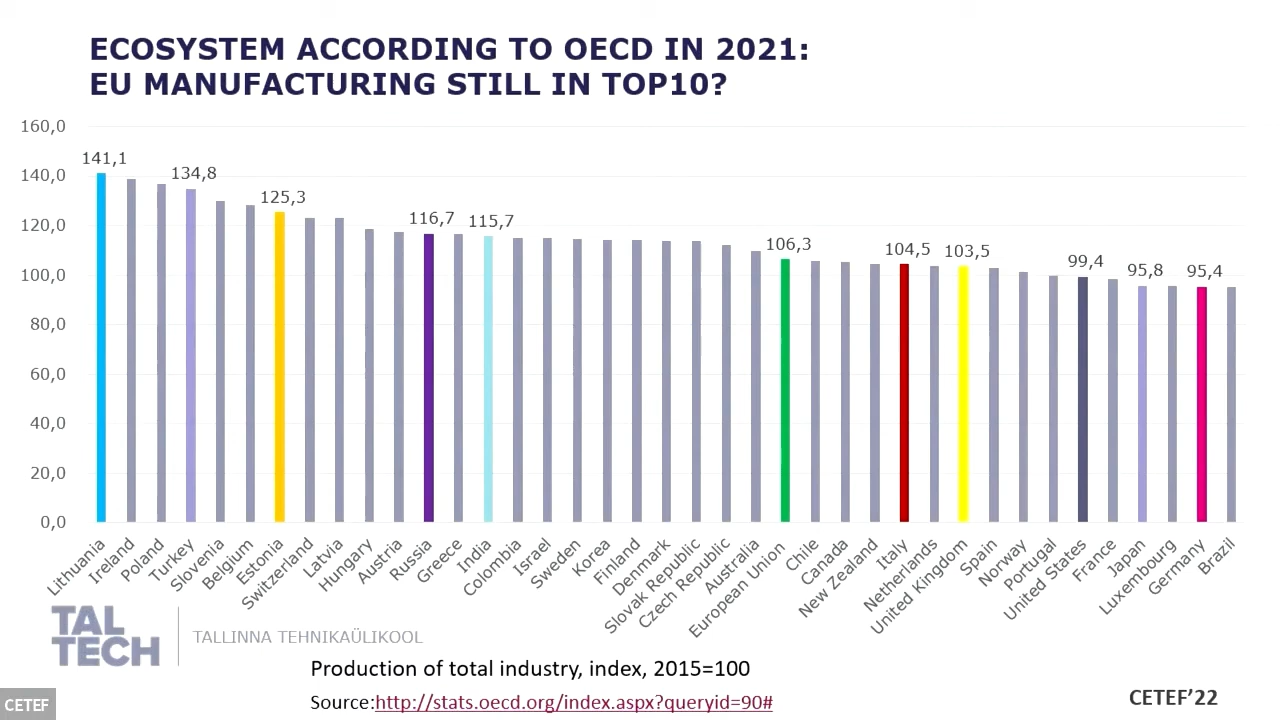 ECOSYSTEM ACCORDING TO OECD IN 2021:
EU MANUFACTURING STILL IN TOP10?
160,0
140,0
120,0
100,0
80,0
60,0
40,0
20,0
0,0
141,1
134,8
125,3
116,7
115,7
106,3
104,5
103,5
99,4
95,8
95,4
Lithuania
Ireland
Poland
Turkey
Slovenia
Belgium
Estonia
Switzerland
Latvia
Hungary
Austria
Russia
Greece
India
Colombia
Israel
Sweden
Korea
Finland
Denmark
Slovak Republic
Czech Republic
Australia
European Union
Chile
Canada
New Zealand
Italy
Netherlands
United Kingdom
Spain
Norway
Portugal
United States
France
Japan
Luxembourg
Germany
Brazil
TAL
TECH
TALLINNA TEHNIKAÜLIKOOL
Production of total industry, index, 2015=100
Source:http://stats.oecd.org/index.aspx?queryid=90#
CETEF'22
CETEF